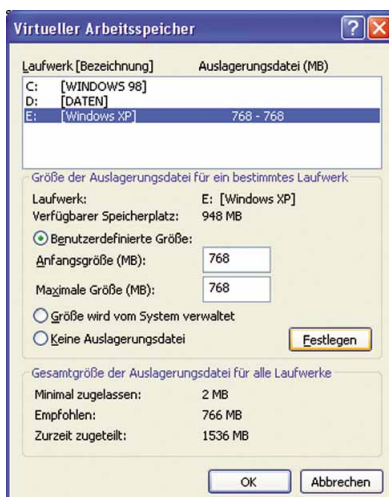 Virtueller Arbeitsspeicher
Laufwerk [Bezeichnung] Auslagerungsdatei (MB)
C: [WINDOWS 98]
D: [DATEN]
E: [Windows XP] 768 - 768
Größe der Auslagerungsdatei für ein bestimmtes Laufwerk
Laufwerk: E: [Windows XP]
Verfügbarer Speicherplatz: 948 MB
Benutzerdefinierte Größe:
Anfangsgröße (MB): 768
Maximale Größe (MB): 768
Größe wird vom System verwaltet
Keine Auslagerungsdatei Festlegen
Gesamtgröße der Auslagerungsdatei für alle Laufwerke
Minimal zugelassen: 2 MB
Empfohlen: 766 MB
Zurzeit zugeteilt: 1536 MB
OK Abbrechen